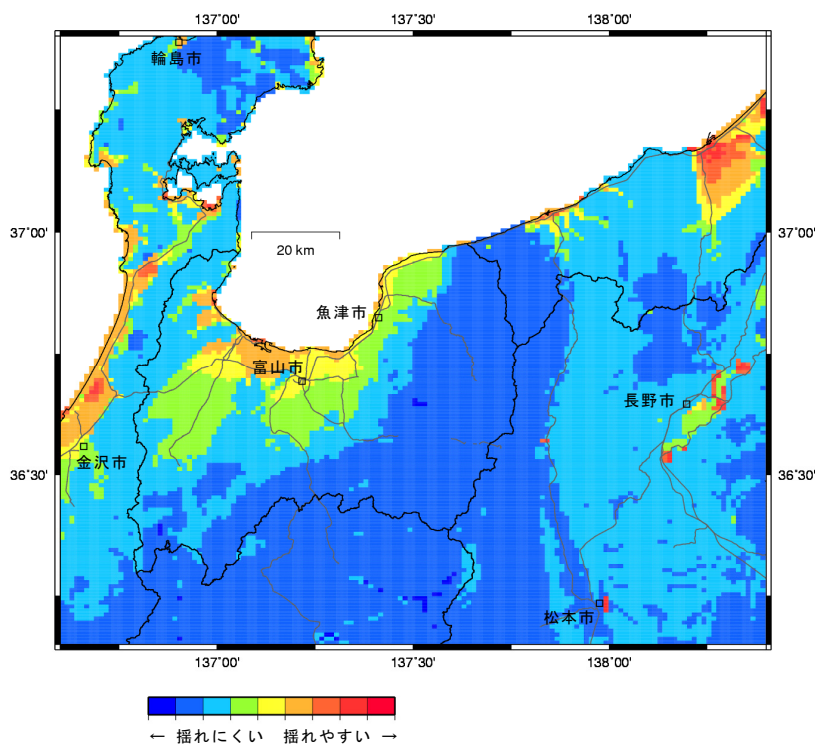 137°00' 137°30' 138°00'
輪島市
37°00' 37°00'
20 km
魚津市
富山市
長野市
金沢市
36°30' 36°30'
松本市
137°00' 137°30' 138°00'
← 揺れにくい 揺れやすい →